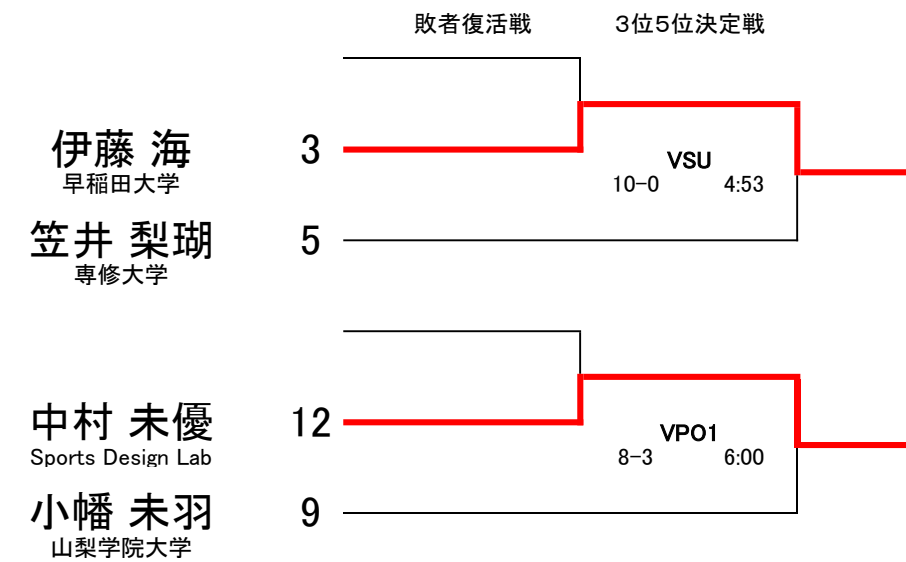 敗者復活戦 3位5位決定戦
伊藤 海 3
早稲田大学
VSU
10-0 4:53
笠井 梨瑚 5
専修大学
中村 未優 12
Sports Design Lab
VPO1
8-3 6:00
小幡 未羽 9
山梨学院大学